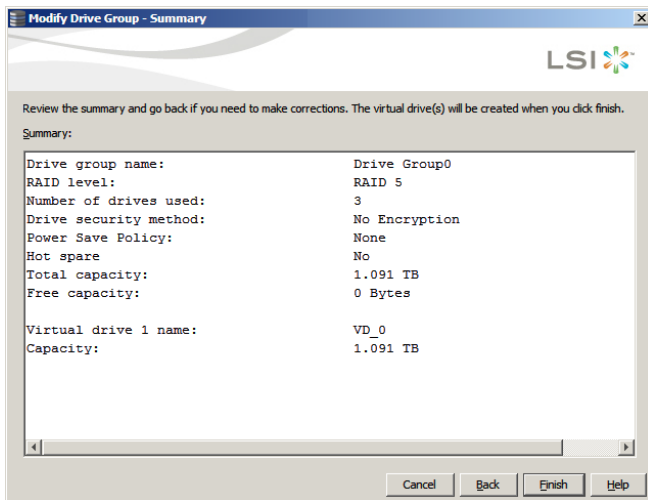 Modify Drive Group - Summary
LSI
Review the summary and go back if you need to make corrections. The virtual drive(s) will be created when you click finish.
Summary:
Drive group name: Drive Group0
RAID level: RAID 5
Number of drives used: 3
Drive security method: No Encryption
Power Save Policy: None
Hot spare No
Total capacity: 1.091 TB
Free capacity: 0 Bytes
Virtual drive 1 name: VD_0
Capacity: 1.091 TB
Cancel Back Finish Help